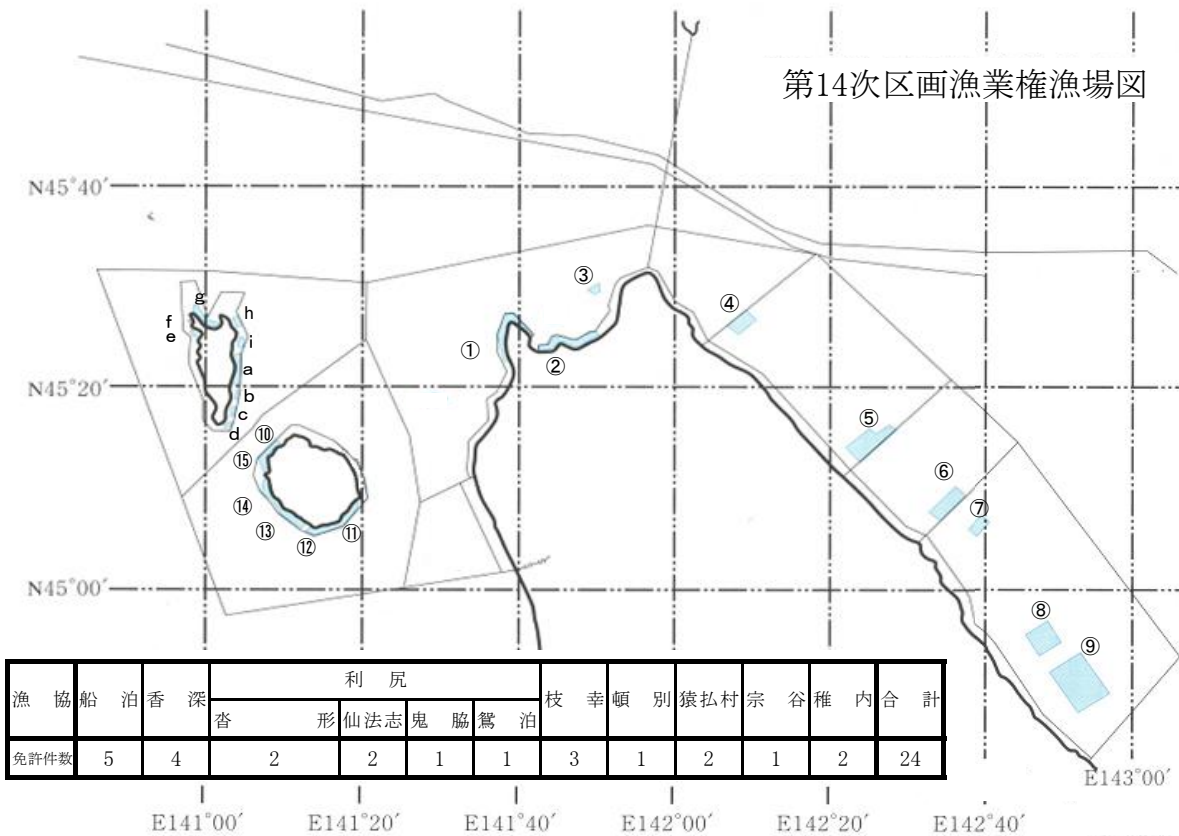 第14次区画漁業権漁場図
N45°40′
③
④
g
f
h
e
i
①
②
a
N45°20′
b
c
d
⑩
⑤
⑮
⑥
⑭
⑦
⑬
⑫
⑪
N45°00′
⑧
⑨
漁協 船泊 香深 利尻 枝幸 頓別 猿払村 宗谷 稚内 合計
沓形 仙法志 鬼脇 鴛泊
免許件数 5 4 2 2 1 1 3 1 2 1 2 24
E143°00′
E141°00′ E141°20′ E141°40′ E142°00′ E142°20′ E142°40′